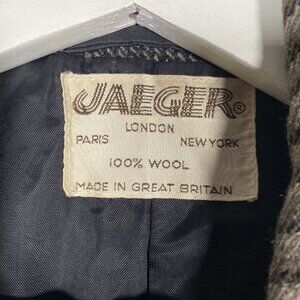 JAEGER®
LONDON
PARIS NEW YORK
100% WOOL
MADE IN GREAT BRITAIN